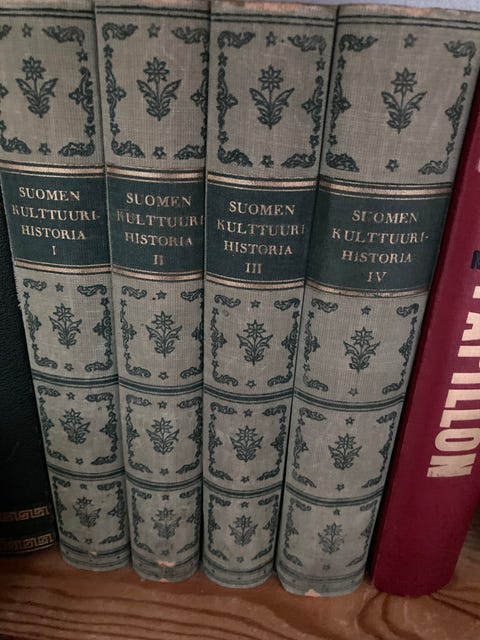 SUOMEN
KULTTUURI-
HISTORIA
I
SUOMEN
KULTTUURI
HISTORIA
II
SUOMEN
KULTTUURI
HISTORIA
III
SUOMEN
KULTTUURI-
HISTORIA
IV
PAPILLON